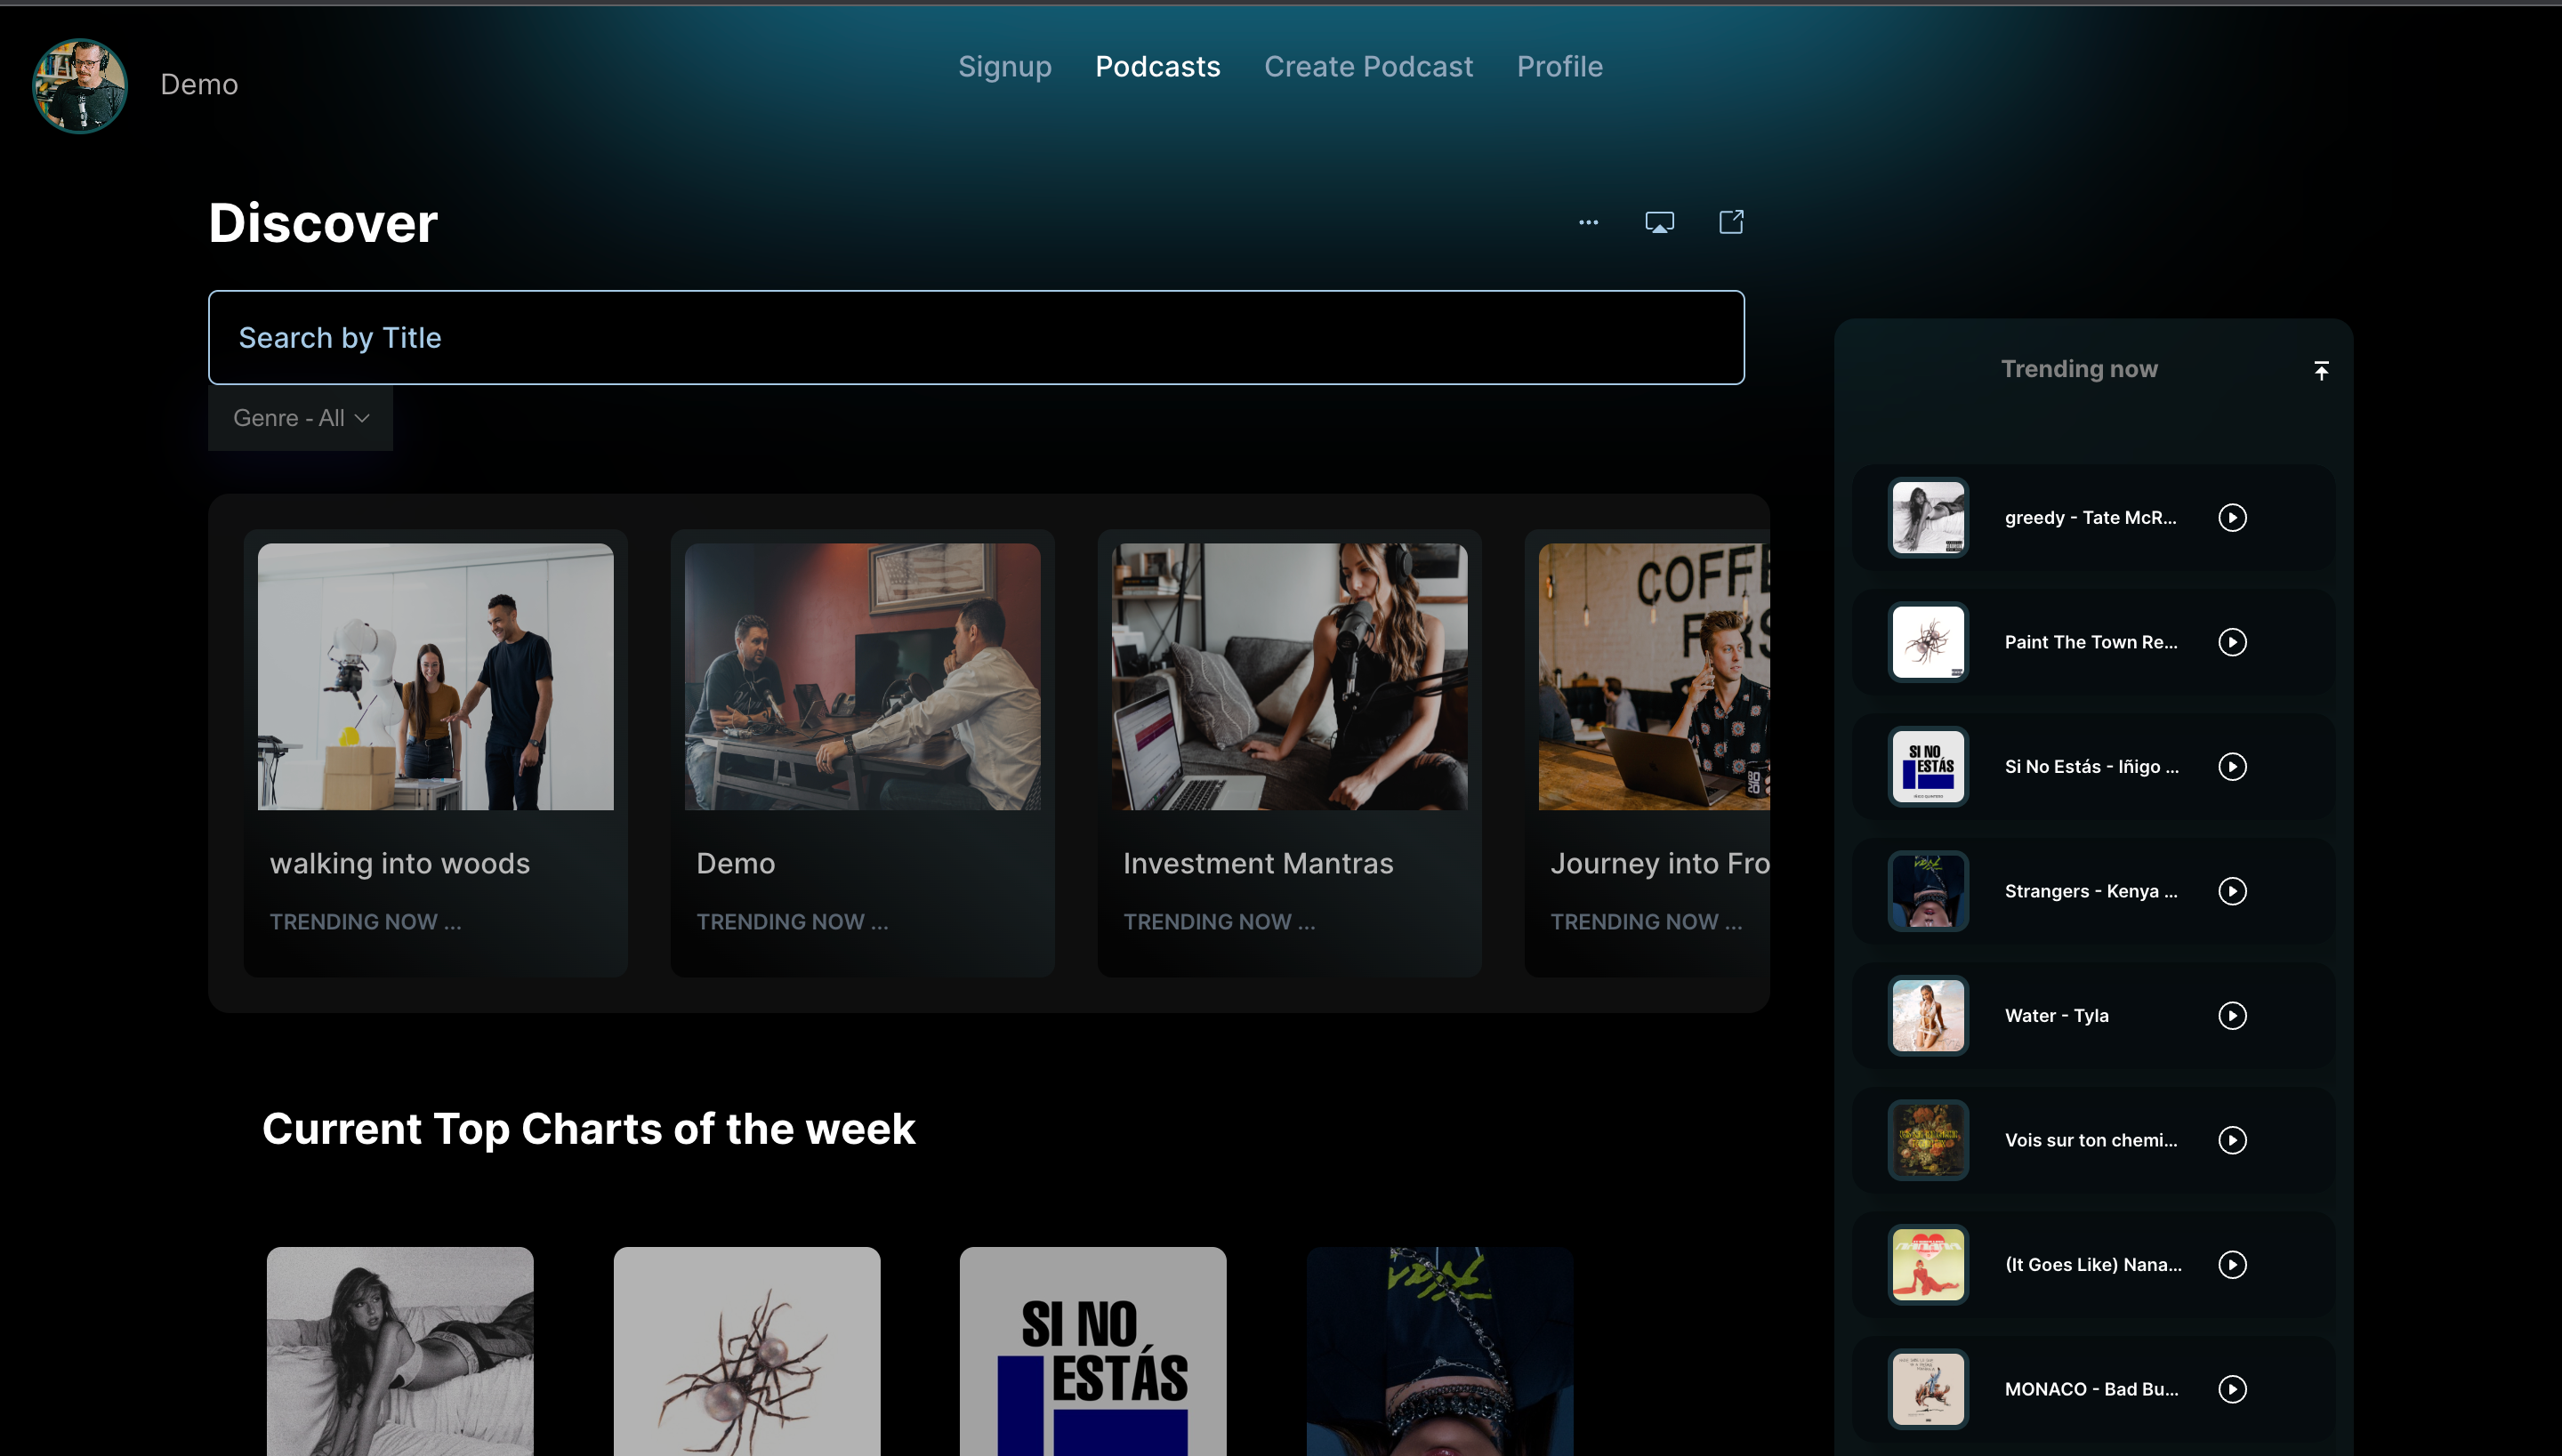 Demo
Signup
Podcasts
Create Podcast
Profile
Discover
...
Search by Title
Genre - All
COFFE
FIRS
walking into woods
TRENDING NOW ...
Demo
TRENDING NOW ...
Investment Mantras
TRENDING NOW ...
Journey into Fro
TRENDING NOW ...
Trending now
greedy - Tate McR...
Paint The Town Re...
SI NO
ESTÁS
Si No Estás - Iñigo ...
Strangers - Kenya ...
Water - Tyla
Vois sur ton chemi...
(It Goes Like) Nana...
MONACO - Bad Bu...
Current Top Charts of the week
SI NO
ESTÁS